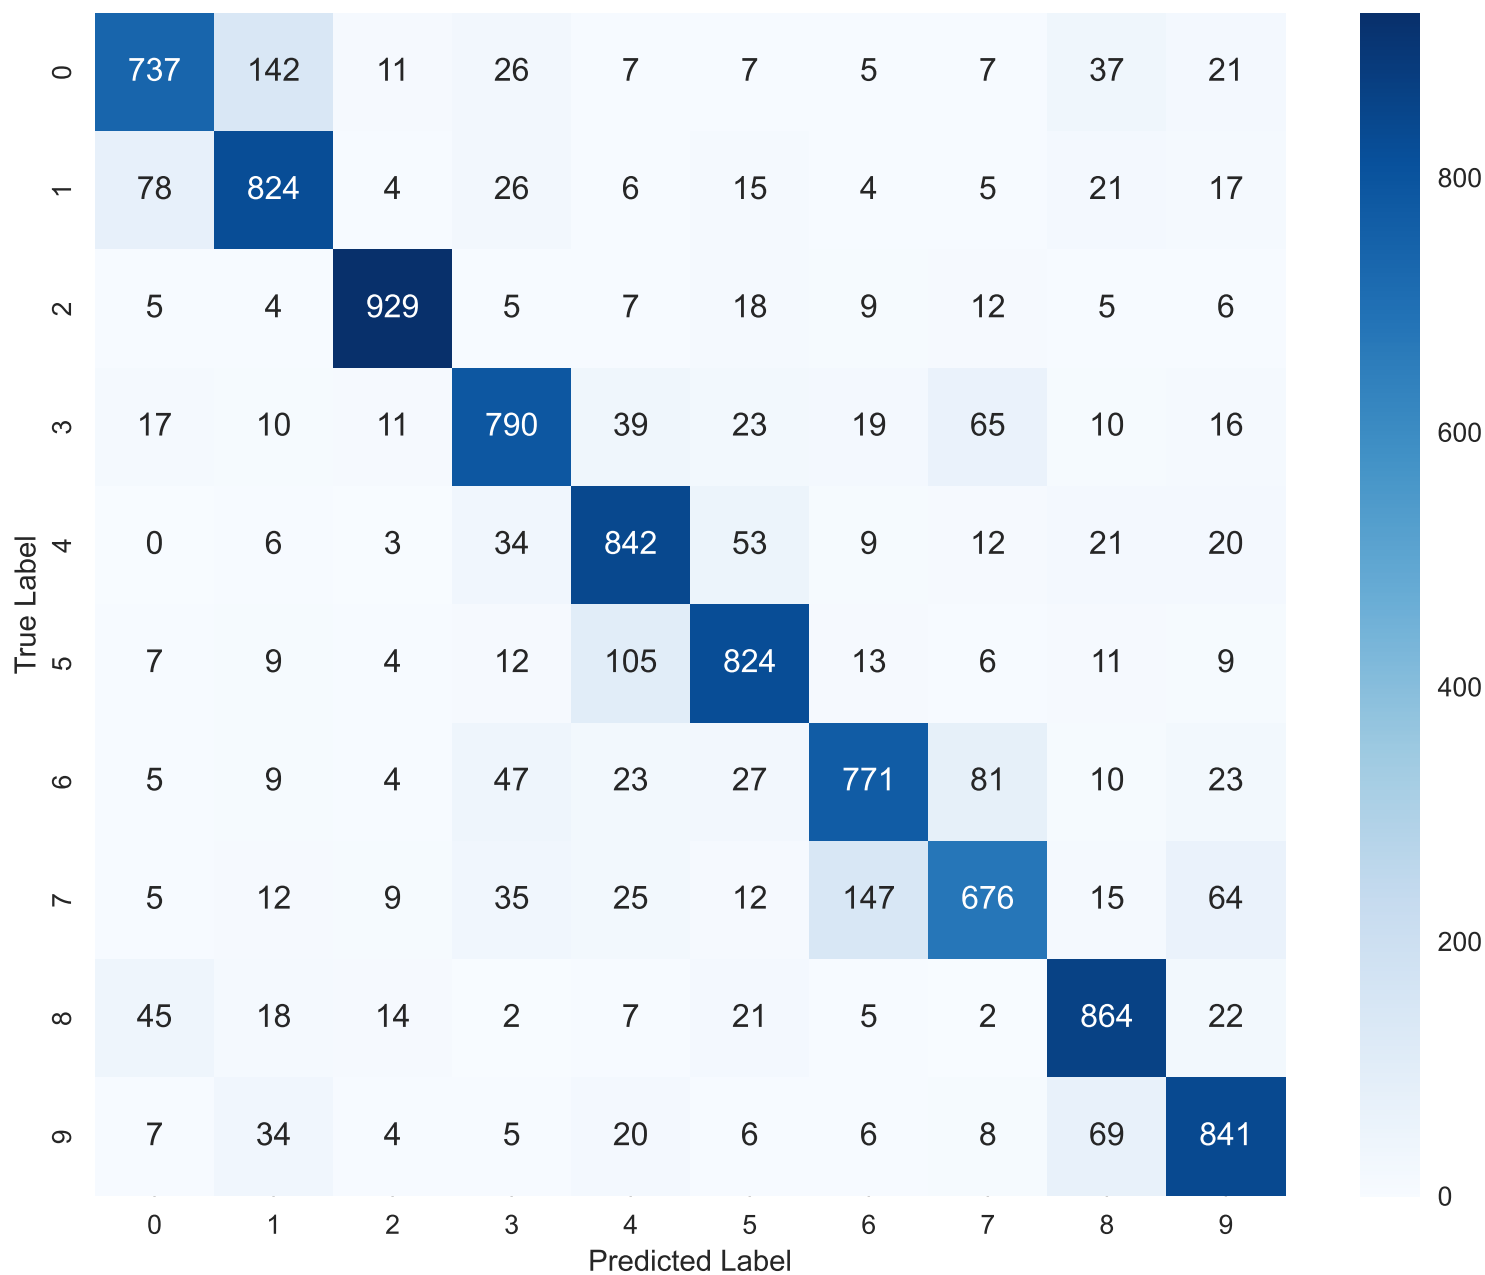 0 737 142 11 26 7 7 5 7 37 21
1 78 824 4 26 6 15 4 5 21 17
2 5 4 929 5 7 18 9 12 5 6
3 17 10 11 790 39 23 19 65 10 16
4 0 6 3 34 842 53 9 12 21 20
5 7 9 4 12 105 824 13 6 11 9
6 5 9 4 47 23 27 771 81 10 23
7 5 12 9 35 25 12 147 676 15 64
8 45 18 14 2 7 21 5 2 864 22
9 7 34 4 5 20 6 6 8 69 841
0 1 2 3 4 5 6 7 8 9
True Label
Predicted Label
800
600
400
200
0